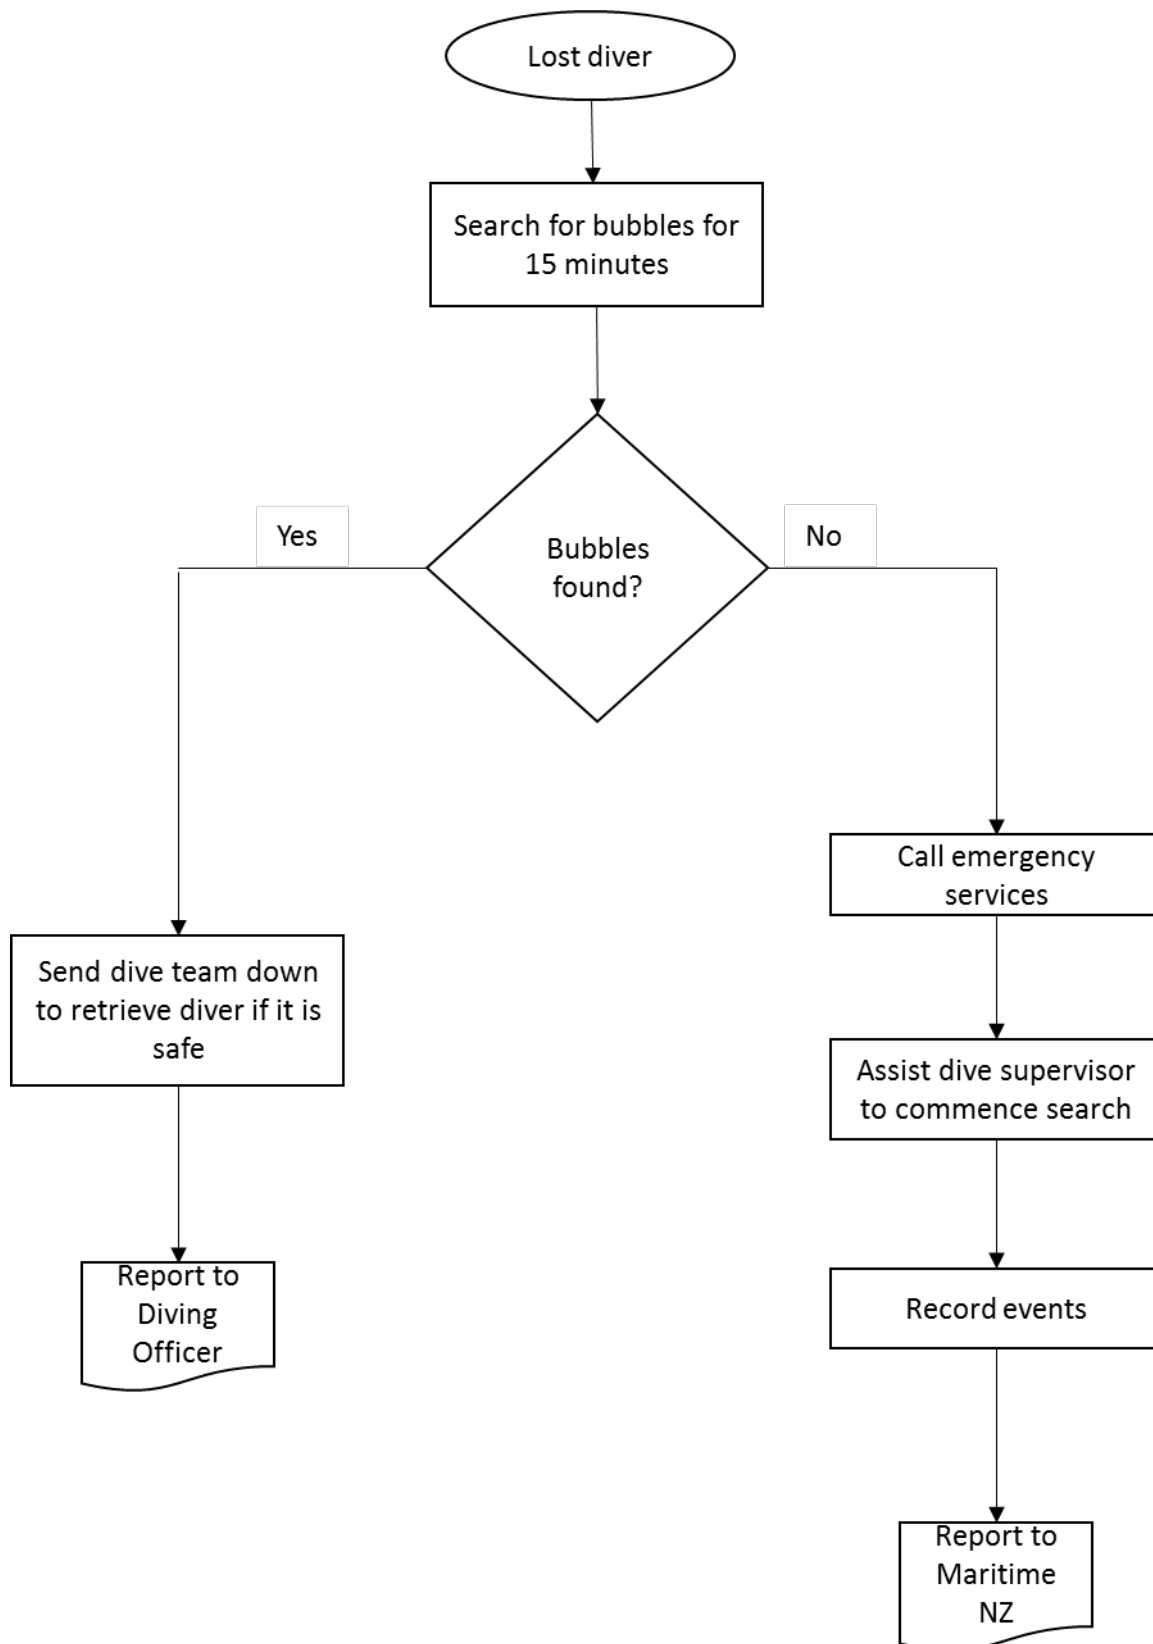 Lost diver
Search for bubbles for
15 minutes
Bubbles
found?
Yes
No
Send dive team down
to retrieve diver if it is
safe
Report to
Diving
Officer
Call emergency
services
Assist dive supervisor
to commence search
Record events
Report to
Maritime
NZ